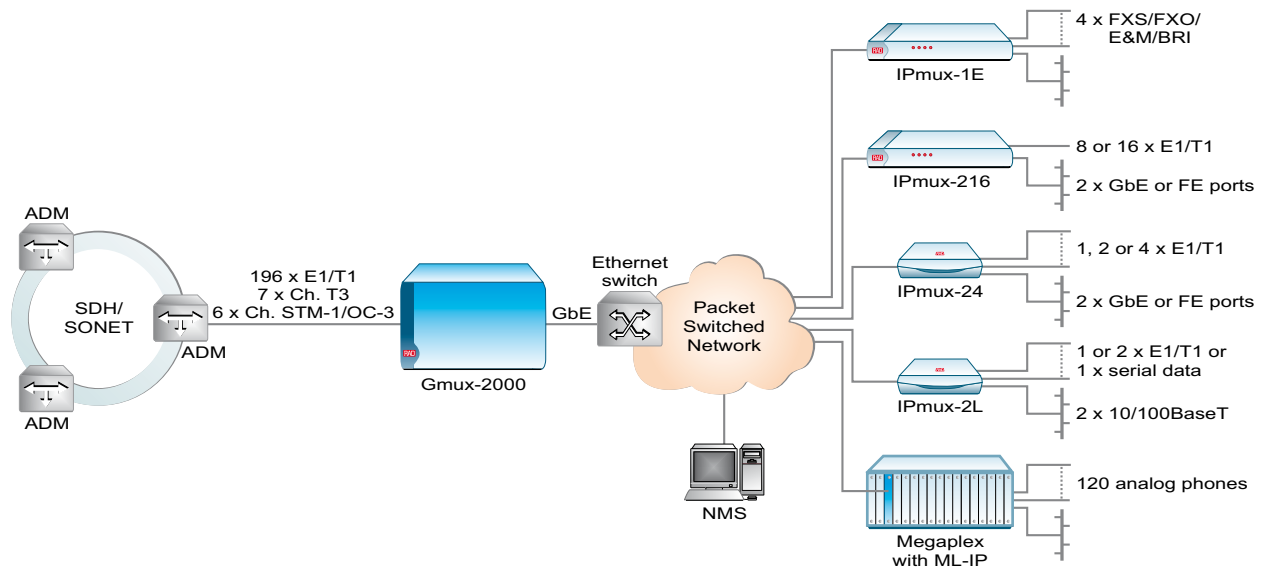 ADM
SDH/
SONET
ADM
ADM
196 x E1/T1
7 x Ch. T3
6 x Ch. STM-1/OC-3
RAD
Gmux-2000
GbE
Ethernet
switch
Packet
Switched
Network
NMS
RAD
IPmux-1E
4 x FXS/FXO/
E&M/BRI
RAD
IPmux-216
8 or 16 x E1/T1
2 x GbE or FE ports
IPmux-24
1, 2 or 4 x E1/T1
2 x GbE or FE ports
IPmux-2L
1 or 2 x E1/T1 or
1 x serial data
2 x 10/100BaseT
Megaplex
with ML-IP
120 analog phones